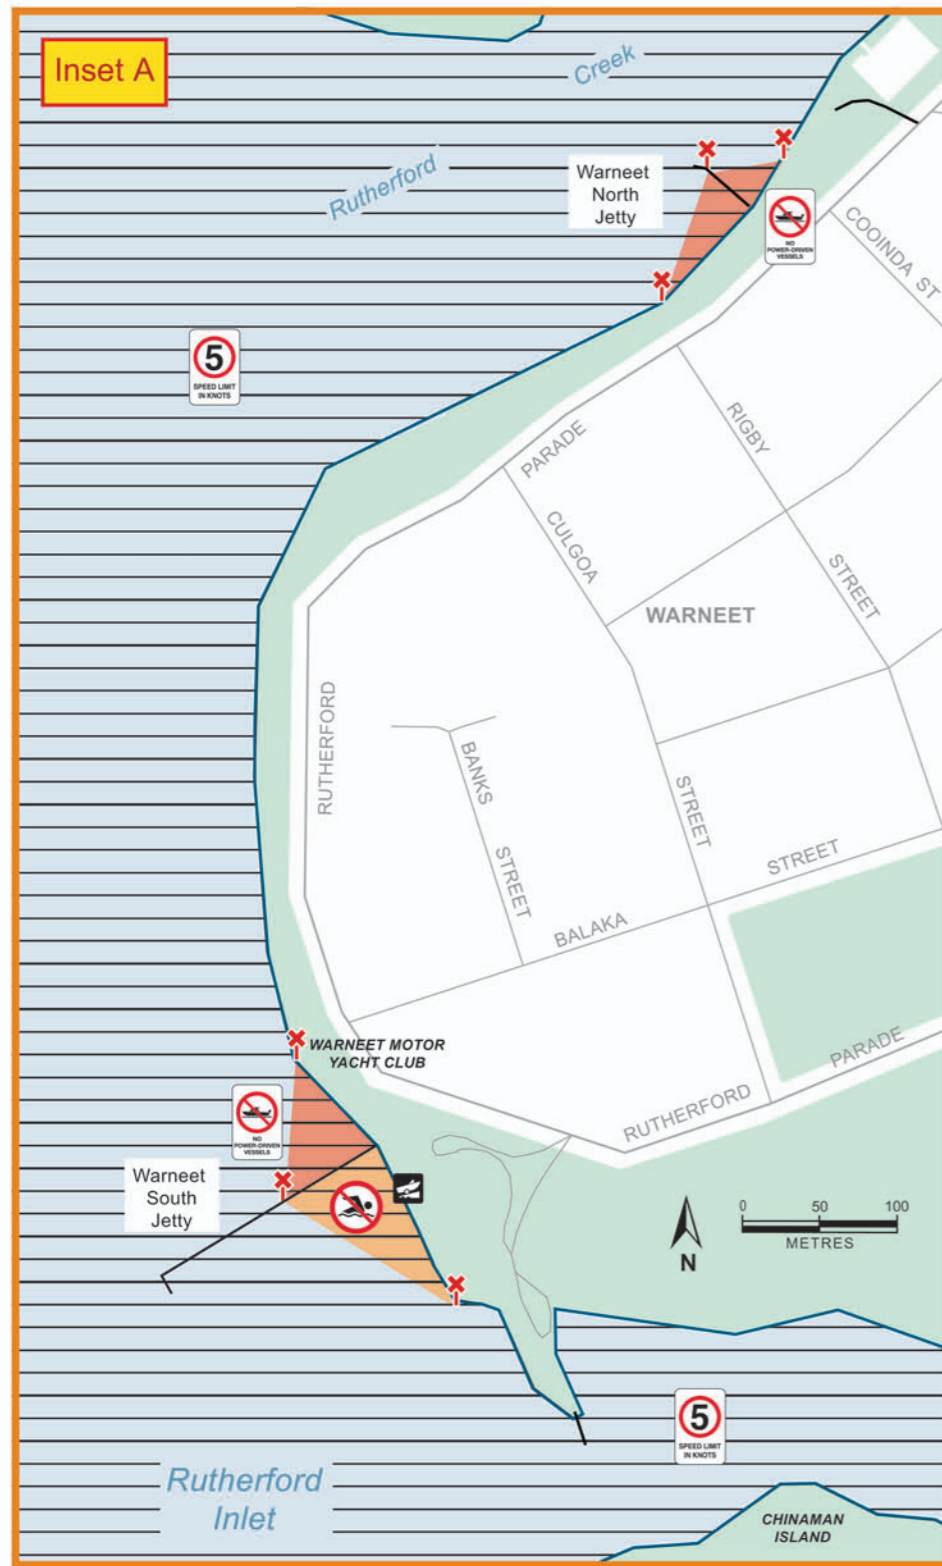 Inset A
Creek
Rutherford
Warneet
North
Jetty
NO
POWER-DRIVEN
VESSELS
COOINDA ST
5
SPEED LIMIT
IN KNOTS
PARADE
RIGBY
CULGOA
STREET
WARNEET
RUTHERFORD
BANKS
STREET
STREET
STREET
BALAKA
WARNEET MOTOR
YACHT CLUB
PARADE
RUTHERFORD
NO
POWER-DRIVEN
VESSELS
Warneet
South
Jetty
0 50 100
METRES
N
5
SPEED LIMIT
IN KNOTS
Rutherford
Inlet
CHINAMAN
ISLAND